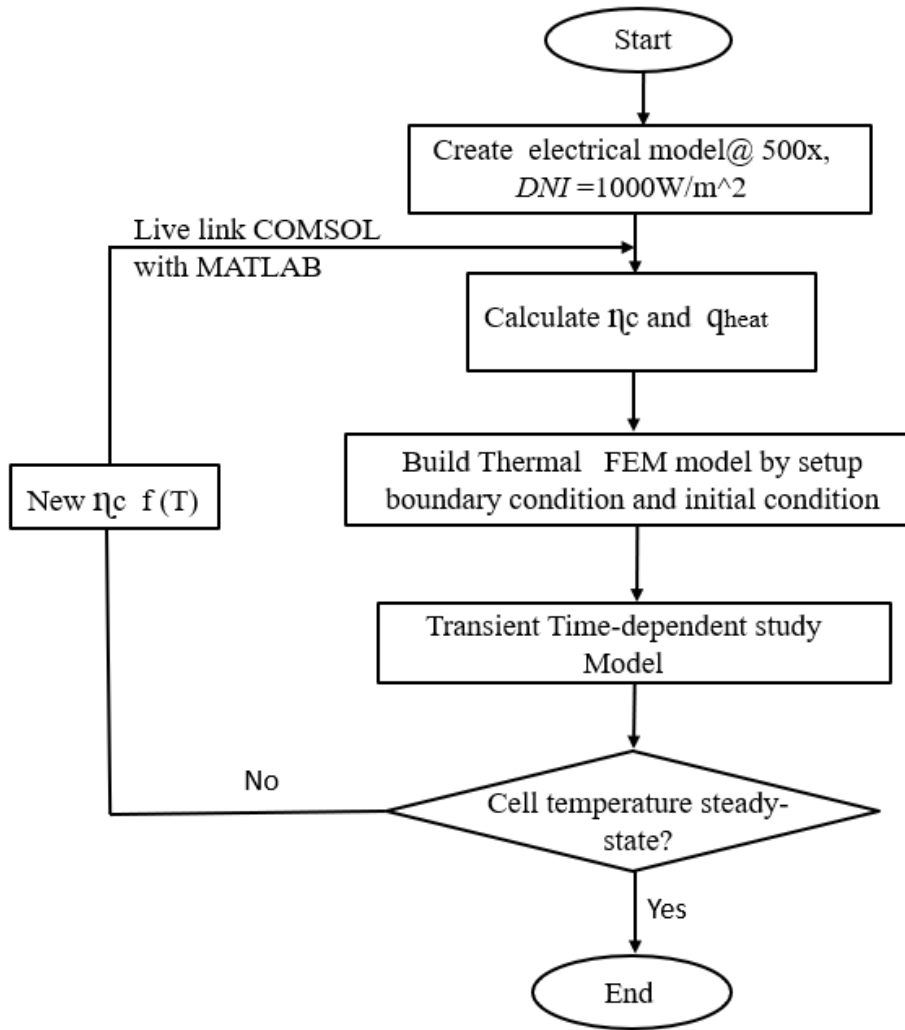 Start
Create electrical model@ 500x,
DNI =1000W/m^2
Live link COMSOL
with MATLAB
Calculate ηc and qheat
Build Thermal FEM model by setup
boundary condition and initial condition
New ηc f (T)
Transient Time-dependent study
Model
No
Cell temperature steady-
state?
Yes
End